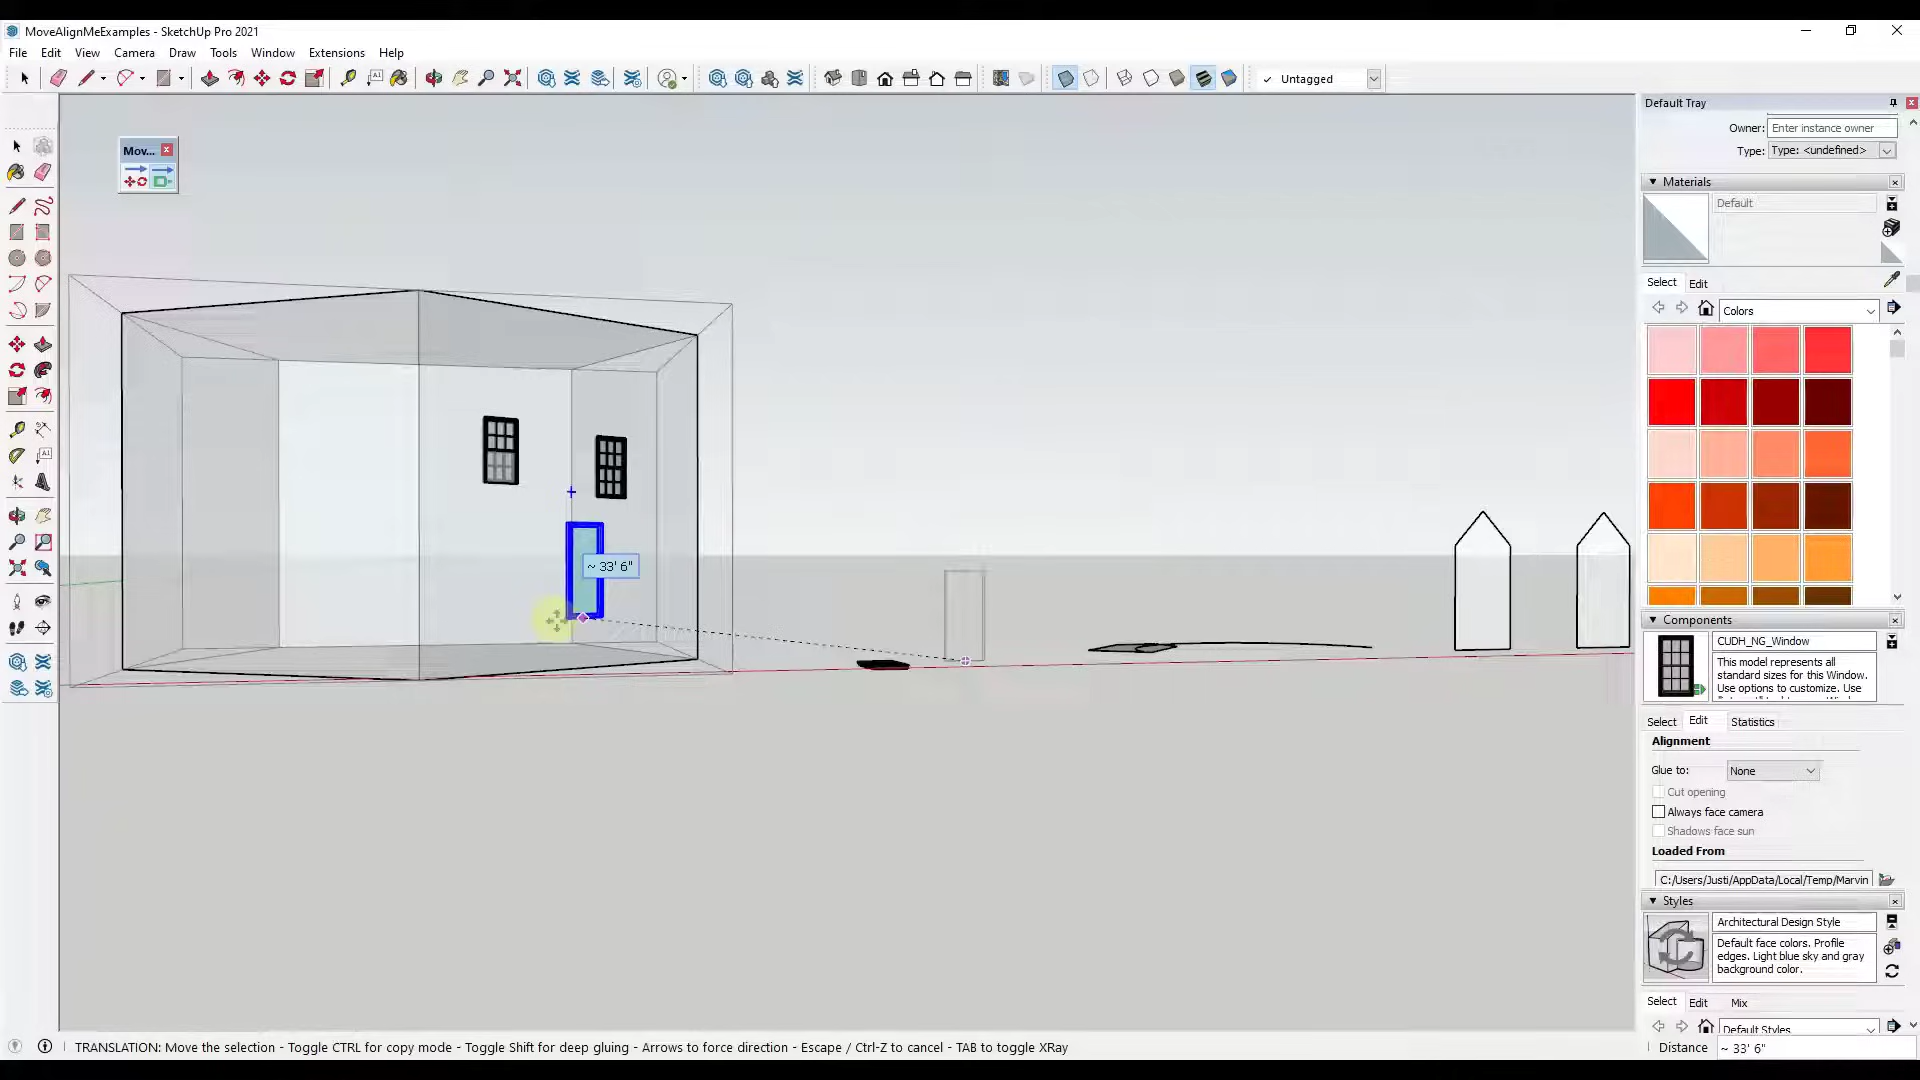 MoveAlignMeExamples - SketchUp Pro 2021
File Edit View Camera Draw Tools Window Extensions Help
Untagged
Default Tray
Owner: Enter instance owner
Type: Type: <undefined>
Mov...
Materials
Default
Select Edit
Colors
~ 33' 6"
Components
CUDH_NG_Window
This model represents all
standard sizes for this Window.
Use options to customize. Use
Select Edit Statistics
Alignment
Glue to: None
Cut opening
Always face camera
Shadows face sun
Loaded From
C:/Users/Justi/AppData/Local/Temp/Marvin
Styles
Architectural Design Style
Default face colors. Profile
edges. Light blue sky and gray
background color.
Select Edit Mix
Default Styles
TRANSLATION: Move the selection - Toggle CTRL for copy mode - Toggle Shift for deep gluing - Arrows to force direction - Escape / Ctrl-Z to cancel - TAB to toggle XRay
Distance ~ 33' 6"